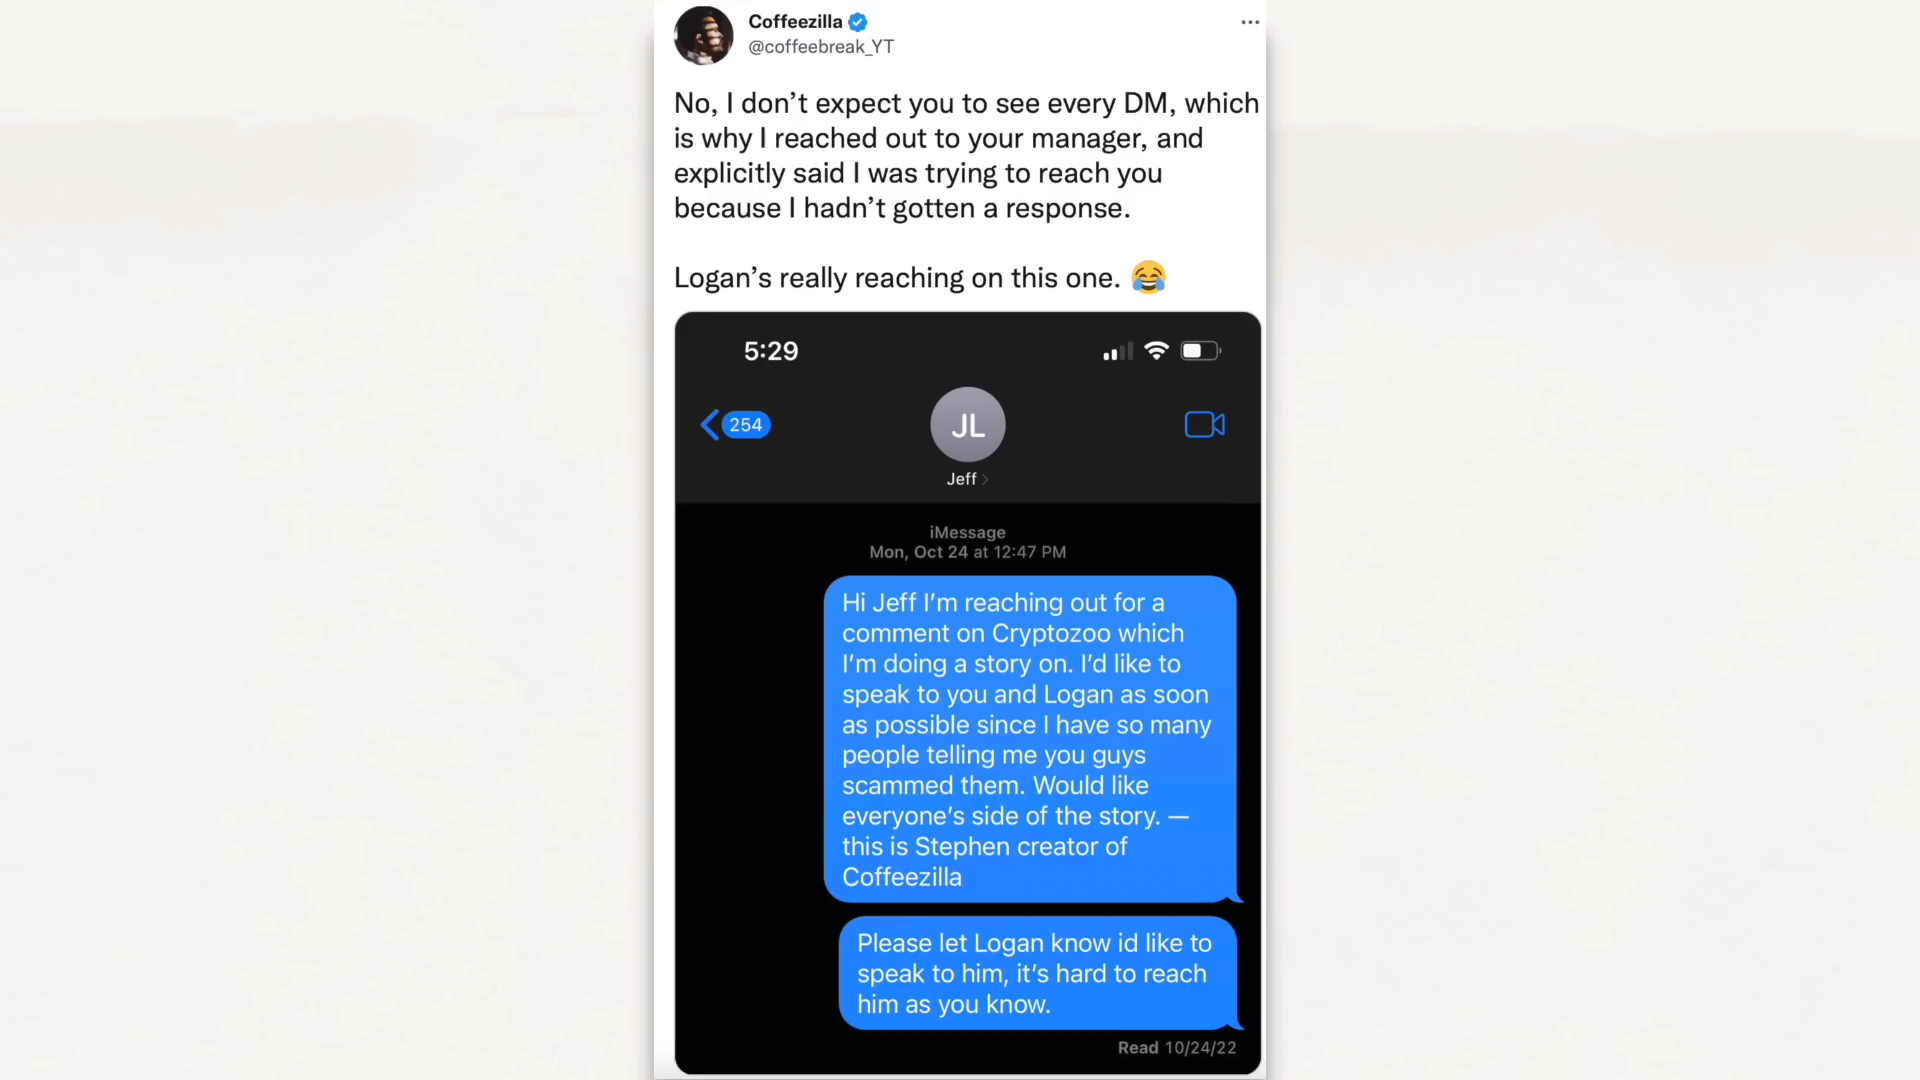 Coffeezilla
@coffeebreak_YT
No, I don’t expect you to see every DM, which
is why I reached out to your manager, and
explicitly said I was trying to reach you
because I hadn’t gotten a response.
Logan’s really reaching on this one. 😂
5:29
254
JL
Jeff
iMessage
Mon, Oct 24 at 12:47 PM
Hi Jeff I’m reaching out for a
comment on Cryptozoo which
I’m doing a story on. I’d like to
speak to you and Logan as soon
as possible since I have so many
people telling me you guys
scammed them. Would like
everyone’s side of the story. —
this is Stephen creator of
Coffeezilla
Please let Logan know id like to
speak to him, it’s hard to reach
him as you know.
Read 10/24/22